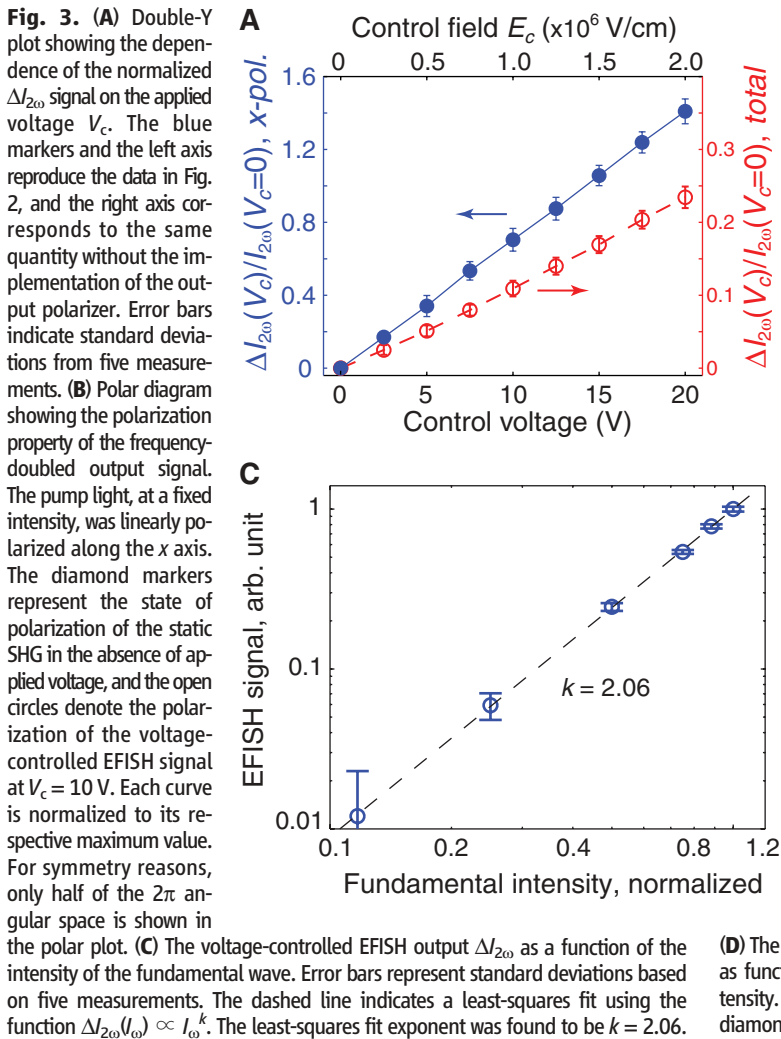 Fig. 3. (A) Double-Y
plot showing the depen-
dence of the normalized
ΔI2ω signal on the applied
voltage Vc. The blue
markers and the left axis
reproduce the data in Fig.
2, and the right axis cor-
responds to the same
quantity without the im-
plementation of the out-
put polarizer. Error bars
indicate standard devia-
tions from five measure-
ments. (B) Polar diagram
showing the polarization
property of the frequency-
doubled output signal.
The pump light, at a fixed
intensity, was linearly po-
larized along the x axis.
The diamond markers
represent the state of
polarization of the static
SHG in the absence of ap-
plied voltage, and the open
circles denote the polar-
ization of the voltage-
controlled EFISH signal
at Vc = 10 V. Each curve
is normalized to its re-
spective maximum value.
For symmetry reasons,
only half of the 2π an-
gular space is shown in
the polar plot. (C) The voltage-controlled EFISH output ΔI2ω as a function of the
intensity of the fundamental wave. Error bars represent standard deviations based
on five measurements. The dashed line indicates a least-squares fit using the
function ΔI2ω(Iω) ∝ Iω^k. The least-squares fit exponent was found to be k = 2.06.
A
Control field Ec (x10^6 V/cm)
0 0.5 1.0 1.5 2.0
ΔI2ω(Vc)/I2ω(Vc=0), x-pol.
1.6
1.2
0.8
0.4
0
ΔI2ω(Vc)/I2ω(Vc=0), total
0.3
0.2
0.1
0
0 5 10 15 20
Control voltage (V)
C
EFISH signal, arb. unit
1
0.1
0.01
k = 2.06
0.1 0.2 0.4 0.8 1.2
Fundamental intensity, normalized
(D) The
as func
tensity.
diamon